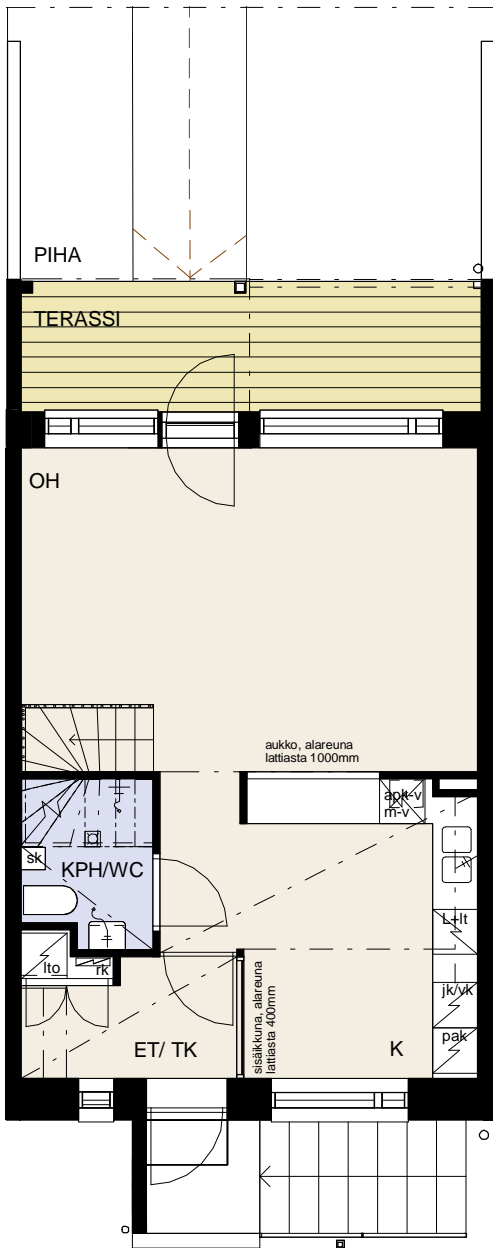 PIHA
TERASSI
OH
aukko, alareuna
lattiasta 1000mm
apk-v
m-v
sk
KPH/WC
L+lt
lto
rk
jk/vk
sisäikkuna, alareuna
lattiasta 400mm
pak
ET/ TK
K